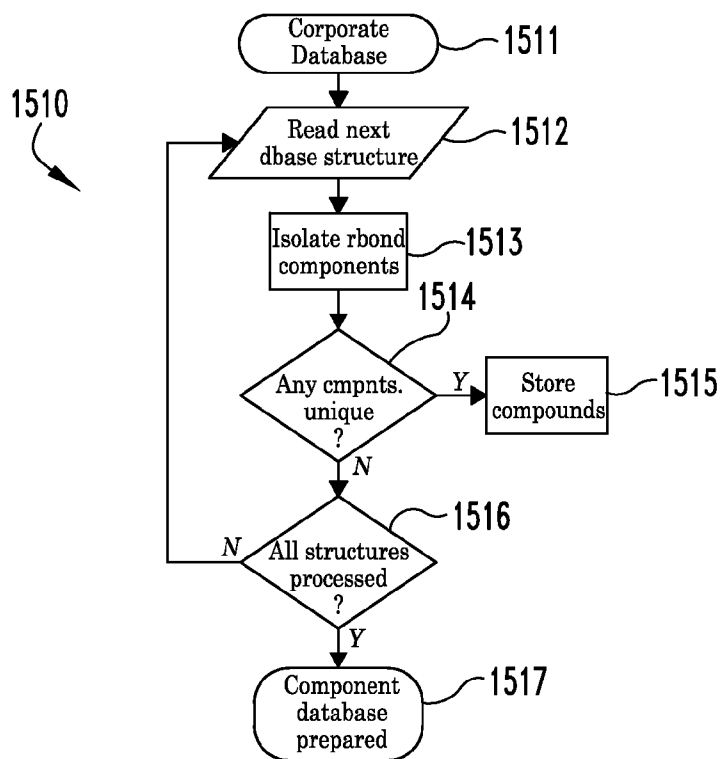 Corporate
Database
1511
1510
Read next
dbase structure
1512
Isolate rbond
components
1513
1514
Any cmpnts.
unique
?
Y
Store
compounds
1515
N
1516
N
All structures
processed
?
Y
Component
database
prepared
1517